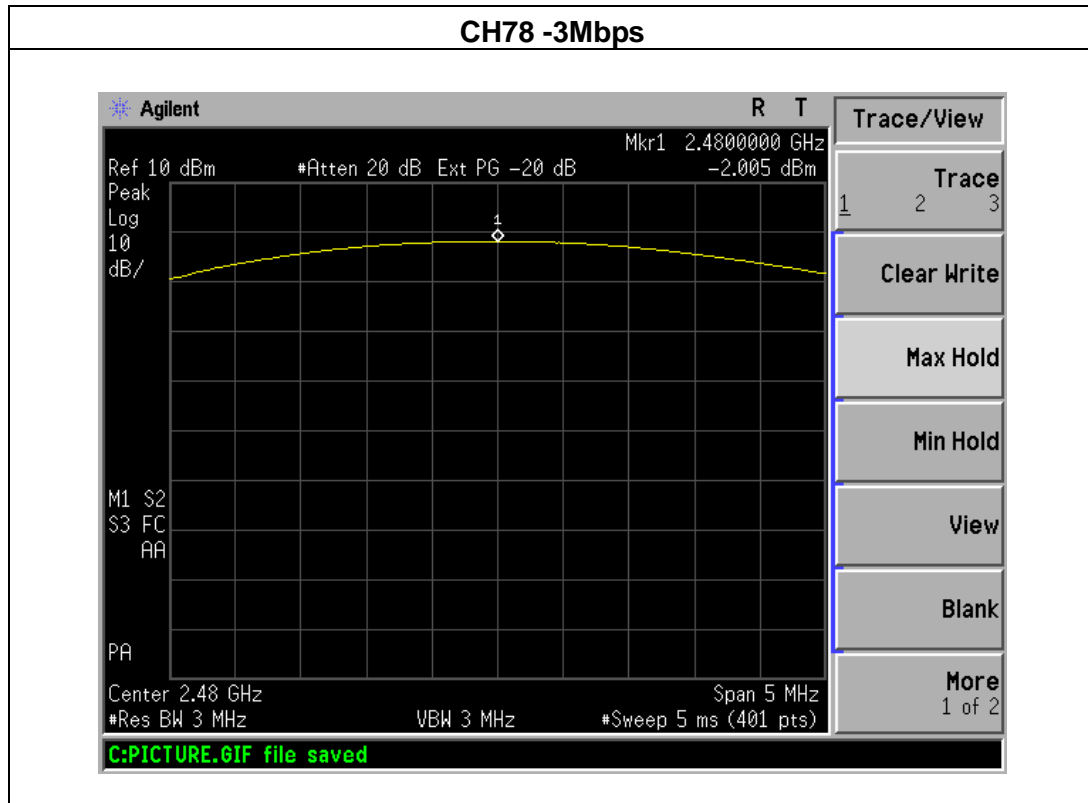 CH78 -3Mbps
Agilent R T
Trace/View
Mkr1 2.4800000 GHz
Ref 10 dBm #Atten 20 dB Ext PG -20 dB -2.005 dBm
Peak
Log
10
dB/
1
Trace
1 2 3
Clear Write
Max Hold
Min Hold
M1 S2
S3 FC
AA
View
Blank
PA
Center 2.48 GHz Span 5 MHz
#Res BW 3 MHz VBW 3 MHz #Sweep 5 ms (401 pts)
More
1 of 2
C:PICTURE.GIF file saved